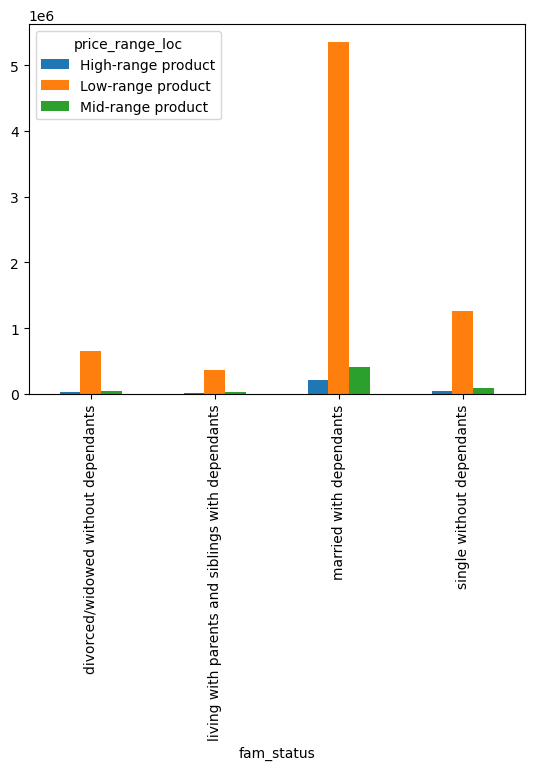 1e6
price_range_loc
High-range product
Low-range product
Mid-range product
5
4
3
2
1
0
divorced/widowed without dependants
living with parents and siblings with dependants
married with dependants
single without dependants
fam_status